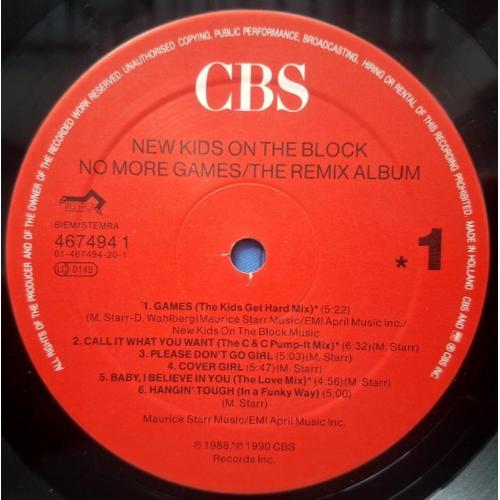 ALL RIGHTS OF THE PRODUCER AND OF THE OWNER OF THE RECORDED WORK RESERVED. UNAUTHORISED COPYING, PUBLIC PERFORMANCE, BROADCASTING, HIRING OR RENTAL OF THIS RECORDING PROHIBITED. MADE IN HOLLAND. CBS AND ℗ CBS INC.
CBS
NEW KIDS ON THE BLOCK
NO MORE GAMES/THE REMIX ALBUM
BIEM/STEMRA
467494 1
01-467494-20-1
LC 0149
*1
1. GAMES (The Kids Get Hard Mix)* (5:22)
(M. Starr-D. Wahlberg)Maurice Starr Music/EMI April Music Inc./
New Kids On The Block Music
2. CALL IT WHAT YOU WANT (The C & C Pump-It Mix)* (6:32)(M. Starr)
3. PLEASE DON'T GO GIRL (5:03)(M. Starr)
4. COVER GIRL (5:47)(M. Starr)
5. BABY, I BELIEVE IN YOU (The Love Mix)* (4:56)(M. Starr)
6. HANGIN' TOUGH (In a Funky Way) (5:00)
(M. Starr)
Maurice Starr Music/EMI April Music Inc.
℗ 1988,*℗ 1990 CBS
Records Inc.